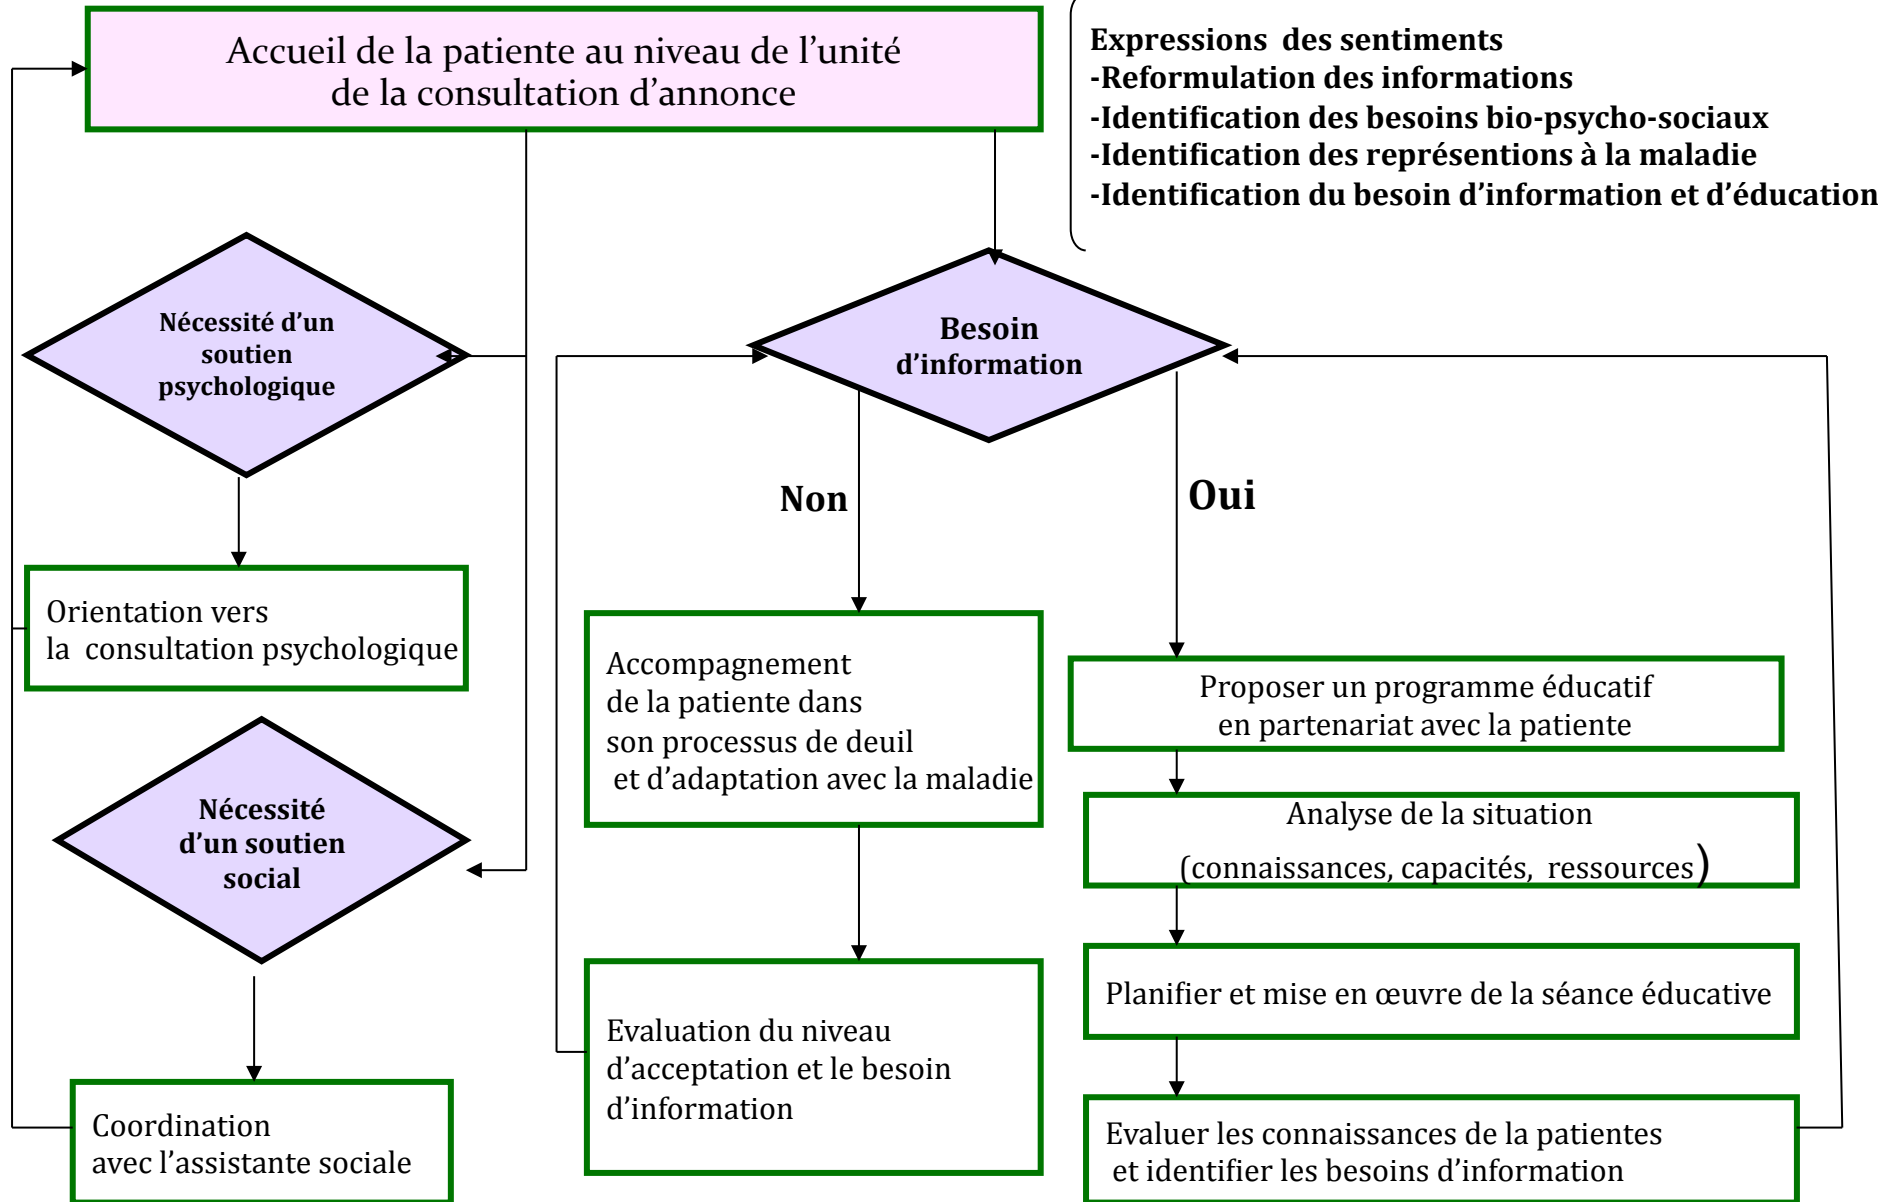 Accueil de la patiente au niveau de l’unité
de la consultation d’annonce
Expressions des sentiments
-Reformulation des informations
-Identification des besoins bio-psycho-sociaux
-Identification des représentions à la maladie
-Identification du besoin d’information et d’éducation
Nécessité d’un
soutien
psychologique
Besoin
d’information
Non
Oui
Orientation vers
la consultation psychologique
Accompagnement
de la patiente dans
son processus de deuil
et d’adaptation avec la maladie
Proposer un programme éducatif
en partenariat avec la patiente
Nécessité
d’un soutien
social
Analyse de la situation
(connaissances, capacités, ressources)
Planifier et mise en œuvre de la séance éducative
Evaluation du niveau
d’acceptation et le besoin
d’information
Coordination
avec l’assistante sociale
Evaluer les connaissances de la patientes
et identifier les besoins d’information